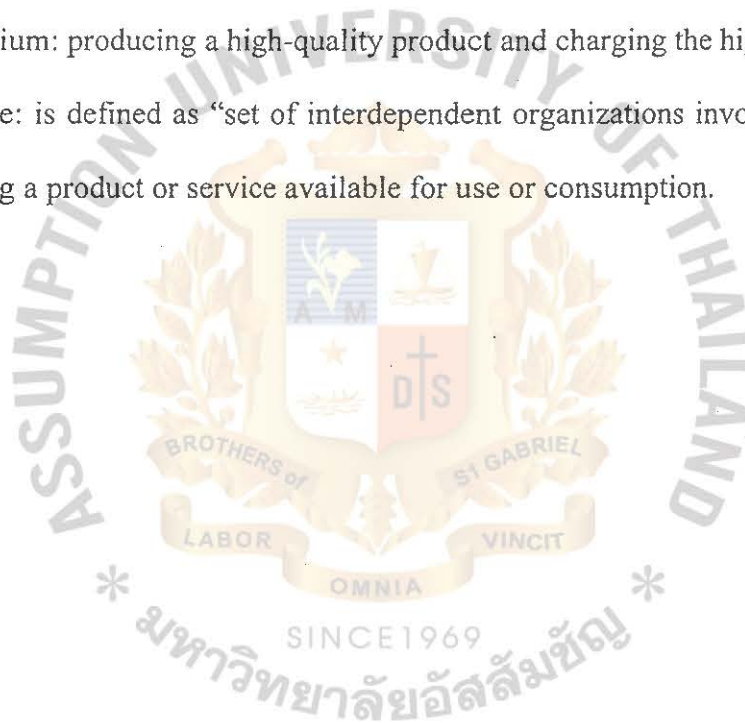 ium: producing a high-quality product and charging the hi
e: is defined as “set of interdependent organizations invo
g a product or service available for use or consumption.
ASSUMPTION UNIVERSITY OF THAILAND
A M
D S
BROTHERS of ST GABRIEL
LABOR VINCIT
OMNIA
SINCE 1969
* มหาวิทยาลัยอัสสัมชัญ *